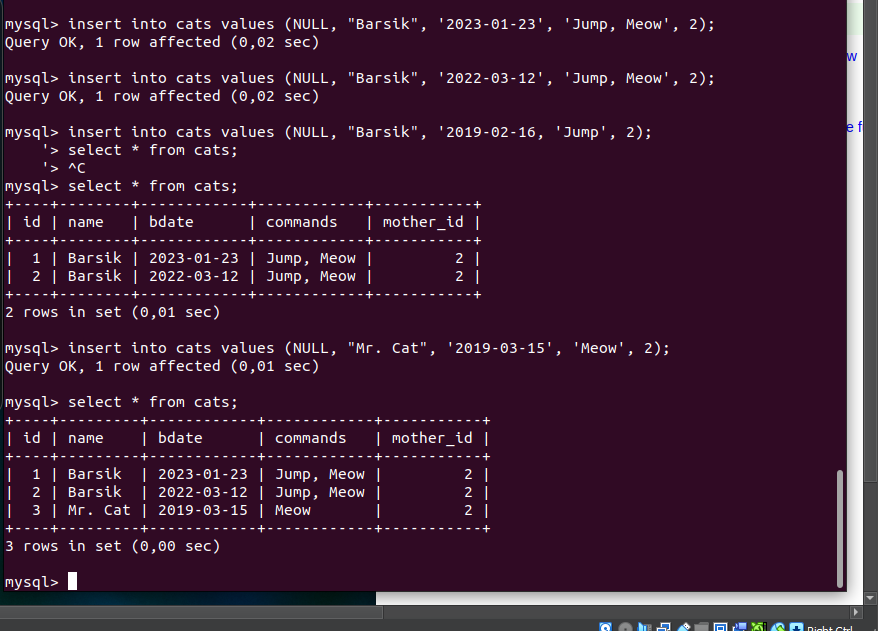 mysql> insert into cats values (NULL, "Barsik", '2023-01-23', 'Jump, Meow', 2);
Query OK, 1 row affected (0,02 sec)
mysql> insert into cats values (NULL, "Barsik", '2022-03-12', 'Jump, Meow', 2);
Query OK, 1 row affected (0,02 sec)
mysql> insert into cats values (NULL, "Barsik", '2019-02-16, 'Jump', 2);
    '> select * from cats;
    '> ^C
mysql> select * from cats;
+----+--------+------------+------------+-----------+
| id | name   | bdate      | commands   | mother_id |
+----+--------+------------+------------+-----------+
|  1 | Barsik | 2023-01-23 | Jump, Meow |         2 |
|  2 | Barsik | 2022-03-12 | Jump, Meow |         2 |
+----+--------+------------+------------+-----------+
2 rows in set (0,01 sec)
mysql> insert into cats values (NULL, "Mr. Cat", '2019-03-15', 'Meow', 2);
Query OK, 1 row affected (0,01 sec)
mysql> select * from cats;
+----+---------+------------+------------+-----------+
| id | name    | bdate      | commands   | mother_id |
+----+---------+------------+------------+-----------+
|  1 | Barsik  | 2023-01-23 | Jump, Meow |         2 |
|  2 | Barsik  | 2022-03-12 | Jump, Meow |         2 |
|  3 | Mr. Cat | 2019-03-15 | Meow       |         2 |
+----+---------+------------+------------+-----------+
3 rows in set (0,00 sec)
mysql>
w
e f
Right Ctrl